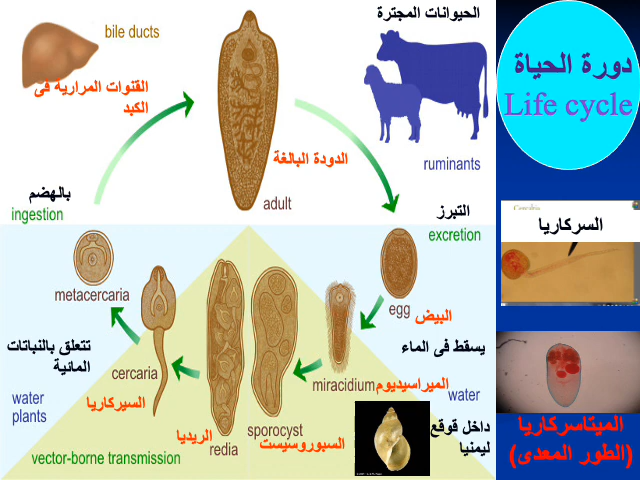 الحيوانات المجترة
bile ducts
القنوات المرارية فى
الكبد
دورة الحياة
Life cycle
الدودة البالغة
ruminants
adult
بالهضم
ingestion
التبرز
excretion
السركاريا
metacercaria
egg
البيض
تتعلق بالنباتات
المائية
يسقط فى الماء
cercaria
miracidium
الميراسيديوم
water
plants
water
السيركاريا
الريديا
redia
sporocyst
السبوروسيست
داخل قوقع
ليمنيا
vector-borne transmission
الميتاسركاريا
(الطور المعدى)